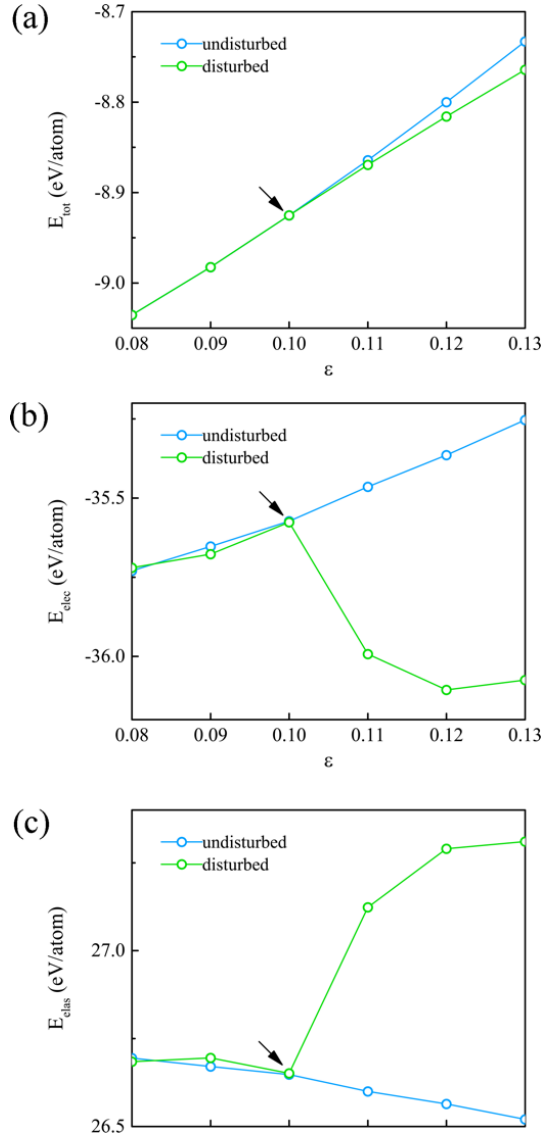 (a)
-8.7
undisturbed
disturbed
-8.8
-8.9
-9.0
E_tot (eV/atom)
0.08 0.09 0.10 0.11 0.12 0.13
ε
(b)
undisturbed
disturbed
-35.5
-36.0
E_elec (eV/atom)
0.08 0.09 0.10 0.11 0.12 0.13
ε
(c)
undisturbed
disturbed
27.0
26.5
E_elas (eV/atom)